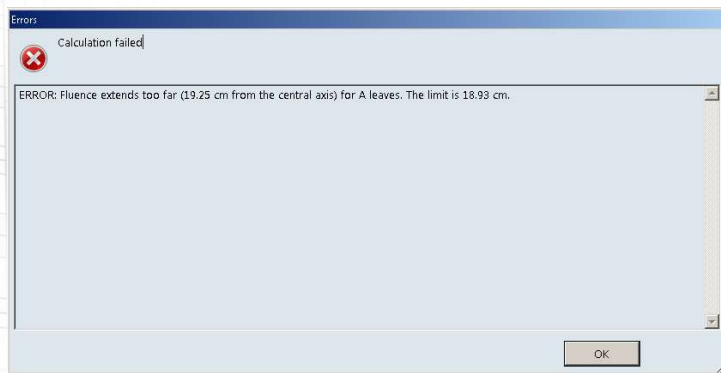 Errors
Calculation failed
ERROR: Fluence extends too far (19.25 cm from the central axis) for A leaves. The limit is 18.93 cm.
OK